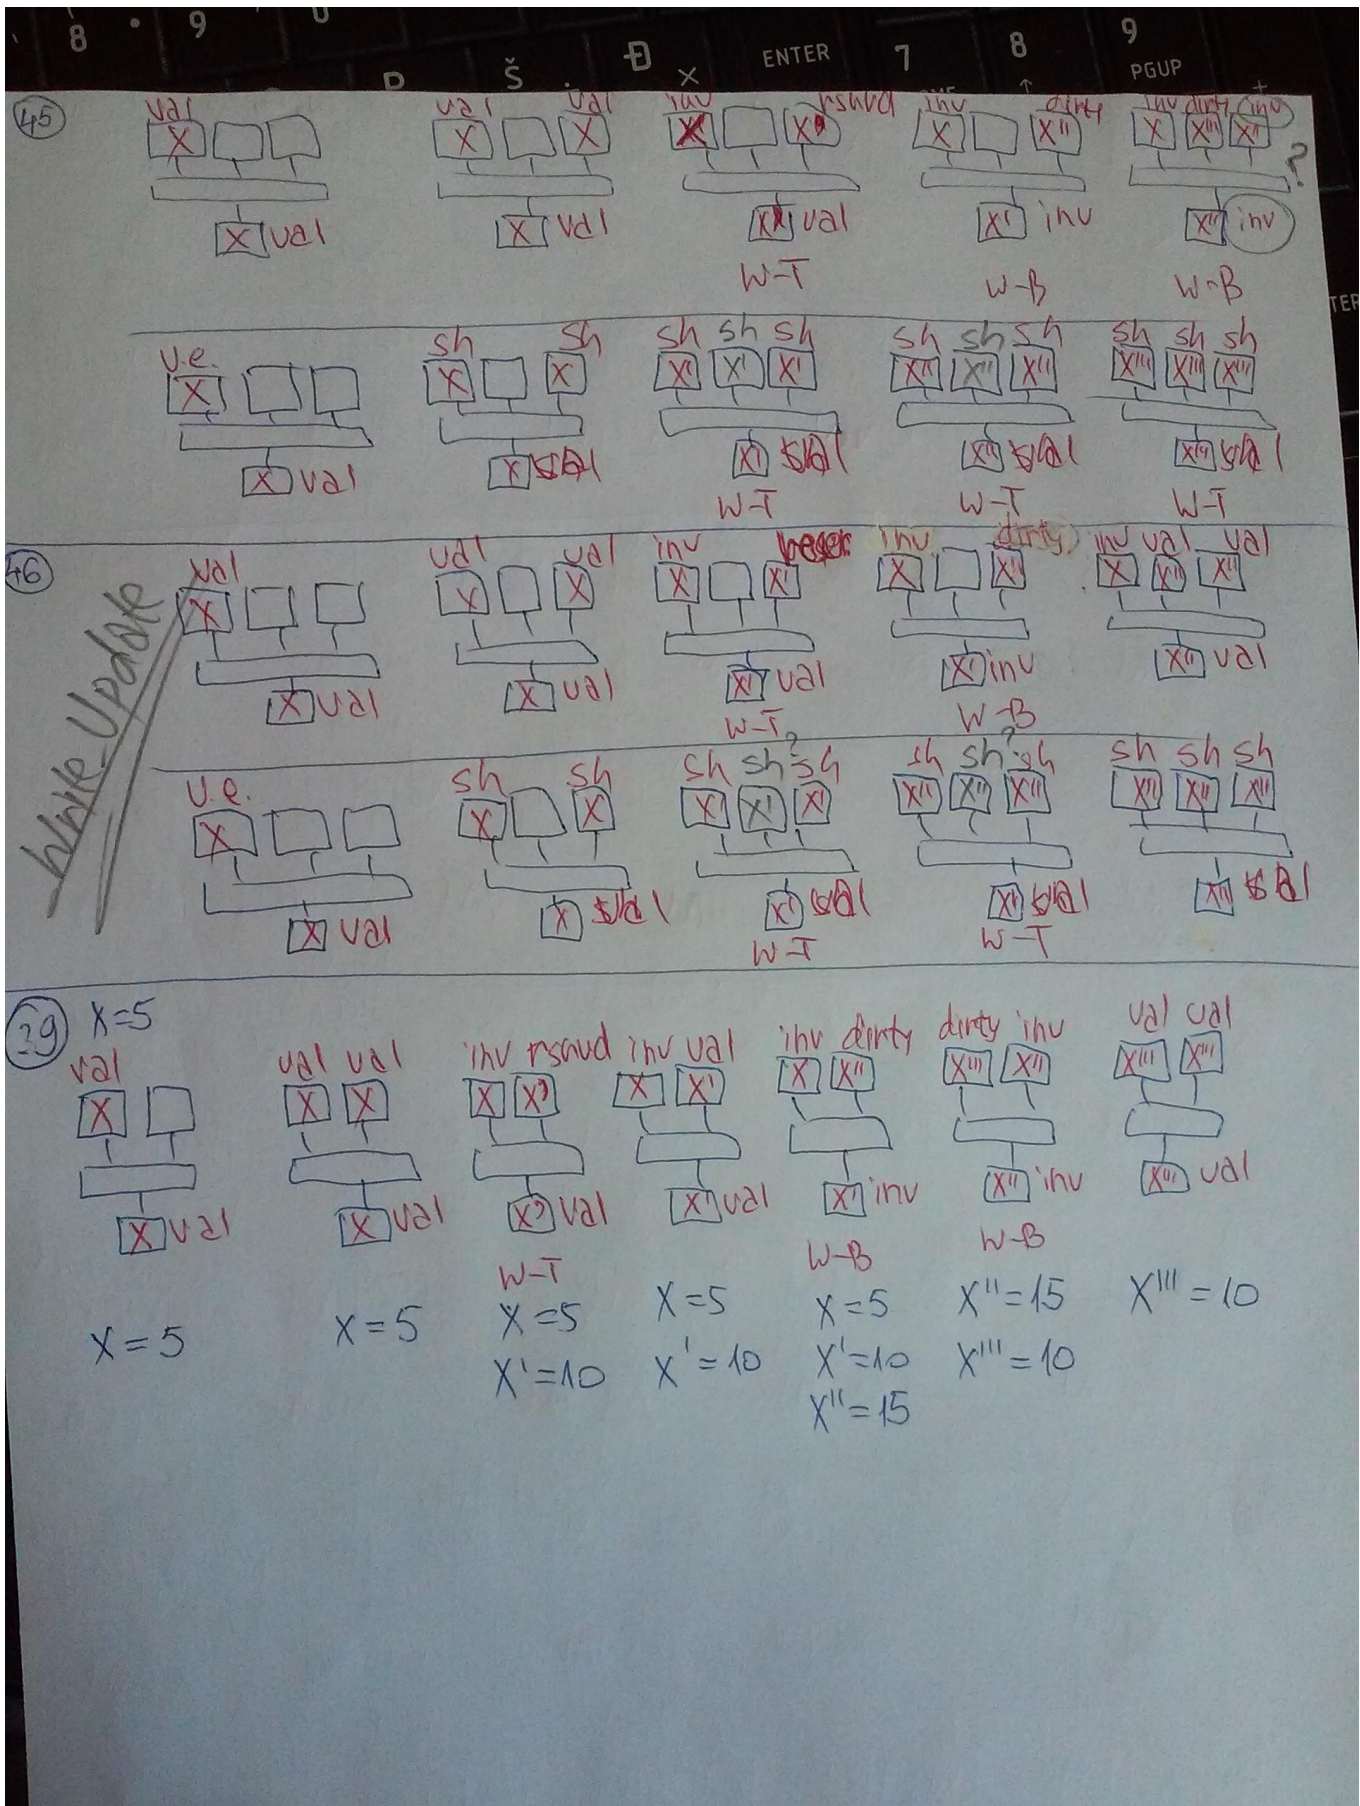 8 9
Đ ENTER 7 8 9
D Š X PGUP
45
val val val inv rsrvd inv dirty inv dirty inv
X X X X X X X'' X X''' X'' ?
X val X val val X' inv X'' inv
W-T W-B W-B
TER
v.e. sh sh sh sh sh sh sh sh sh sh sh
X X X X' X' X' X'' X'' X''' X''' X''' X'''
X val X X' X''
W-T W-T W-T
46
Write-Update
val val val inv inv dirty inv val val
X X X X X' X X'' X X'' X''
X val X val X' val X' inv X'' val
W-T W-B
v.e. sh sh sh sh? sh sh sh? sh sh sh sh
X X X X' X' X' X'' X'' X'' X'' X'' X''
X val X X' X''
W-T W-T
39 X=5
val val val inv rsrvd inv val inv dirty dirty inv val val
X X X X X' X X' X X'' X''' X'' X''' X'''
X val X val X' val X' val X' inv X'' inv X''' val
W-T W-B W-B
X=5 X=5 X=5 X=5 X=5 X''=15 X'''=10
X'=10 X'=10 X'=10 X'''=10
X''=15